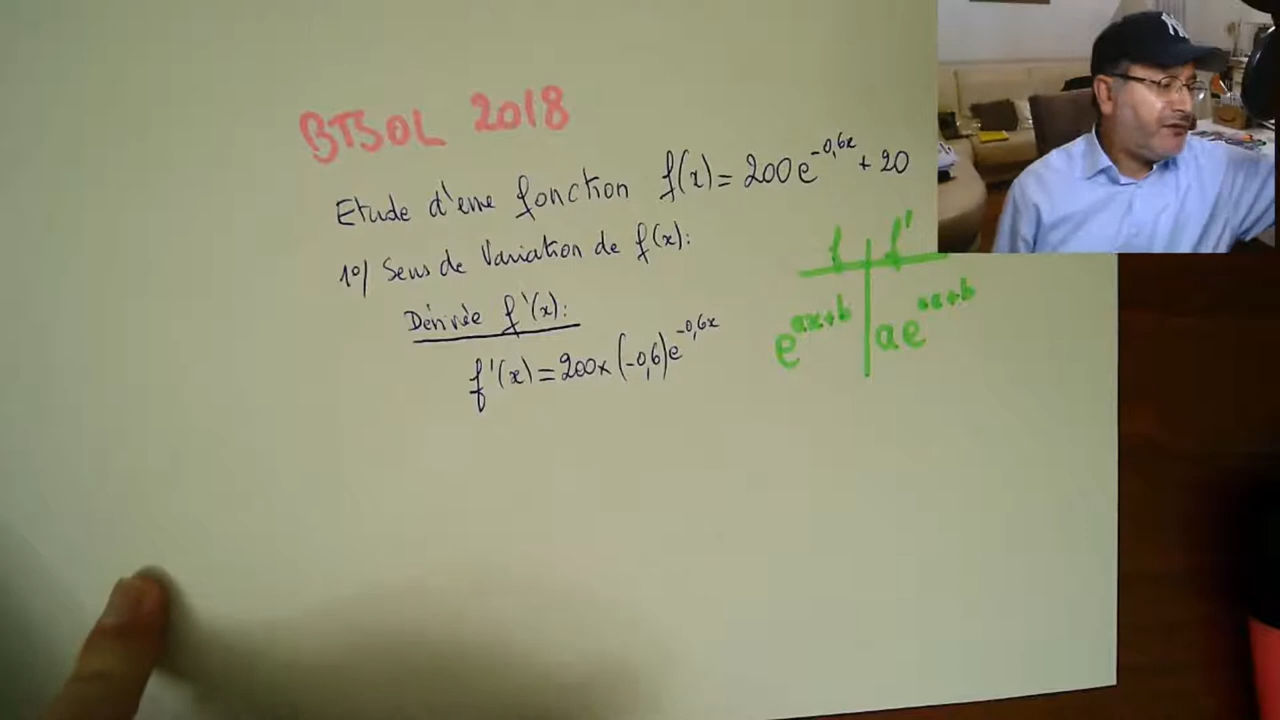 BTSOL 2018
Etude d'une fonction f(x) = 200e^{-0,6x} + 20
1°/ Sens de Variation de f(x):
Dérivée f'(x):
f'(x) = 200 × (-0,6) e^{-0,6x}
f | f'
e^{ax+b} | ae^{ax+b}